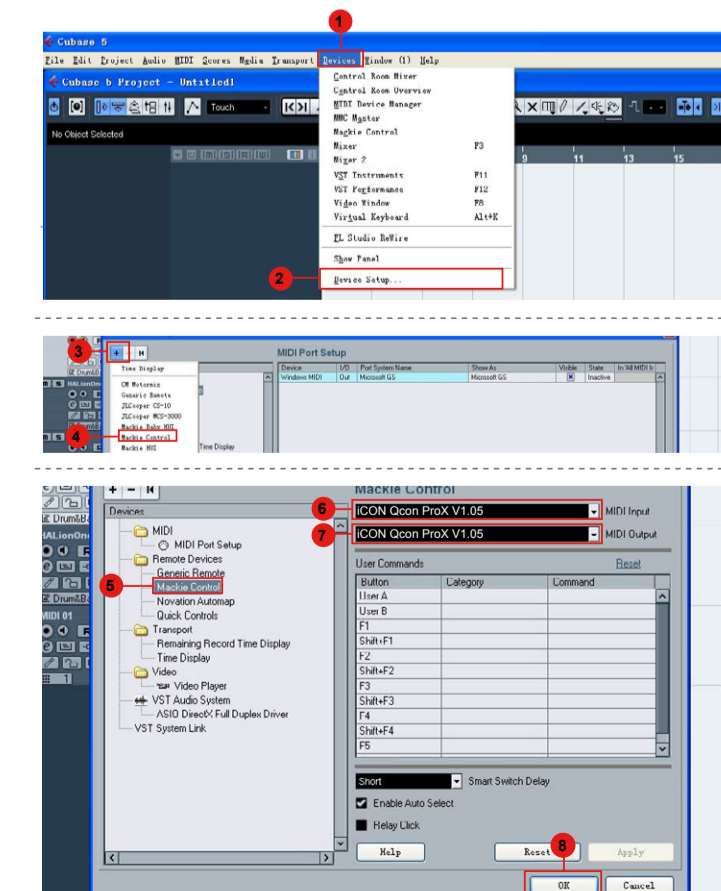 1
Cubase 5
File Edit Project Audio MIDI Scores Media Transport Devices Window (1) Help
Cubase 5 Project - Untitled1
Touch
No Object Selected
9 11 13 15
Control Room Mixer
Control Room Overview
MIDI Device Manager
MMC Master
Mackie Control
Mixer F3
Mixer 2
VST Instruments F11
VST Performance F12
Video Window F8
Virtual Keyboard Alt+K
FL Studio ReWire
Show Panel
2
Device Setup...
3
+ - |◄
MIDI Port Setup
Time Display
Device I/O Port System Name Show As Visible State In 'All MIDI In
Windows MIDI Out Microsoft GS Microsoft GS Inactive
CM Motormix
Generic Remote
JLCooper CS-10
JLCooper MCS-3000
Mackie Baby HUI
4
Mackie Control
Mackie HUI
Time Display
+ - |◄
Mackie Control
Devices
6
iCON Qcon ProX V1.05
MIDI Input
7
iCON Qcon ProX V1.05
MIDI Output
MIDI
MIDI Port Setup
Remote Devices
Generic Remote
5
Mackie Control
Novation Automap
Quick Controls
Transport
Remaining Record Time Display
Time Display
Video
Video Player
VST Audio System
ASIO DirectX Full Duplex Driver
VST System Link
User Commands
Reset
Button Category Command
User A
User B
F1
Shift+F1
F2
Shift+F2
F3
Shift+F3
F4
Shift+F4
F5
Short
Smart Switch Delay
Enable Auto Select
Relay Click
Help
Reset
Apply
8
OK
Cancel
MIDI 01
1